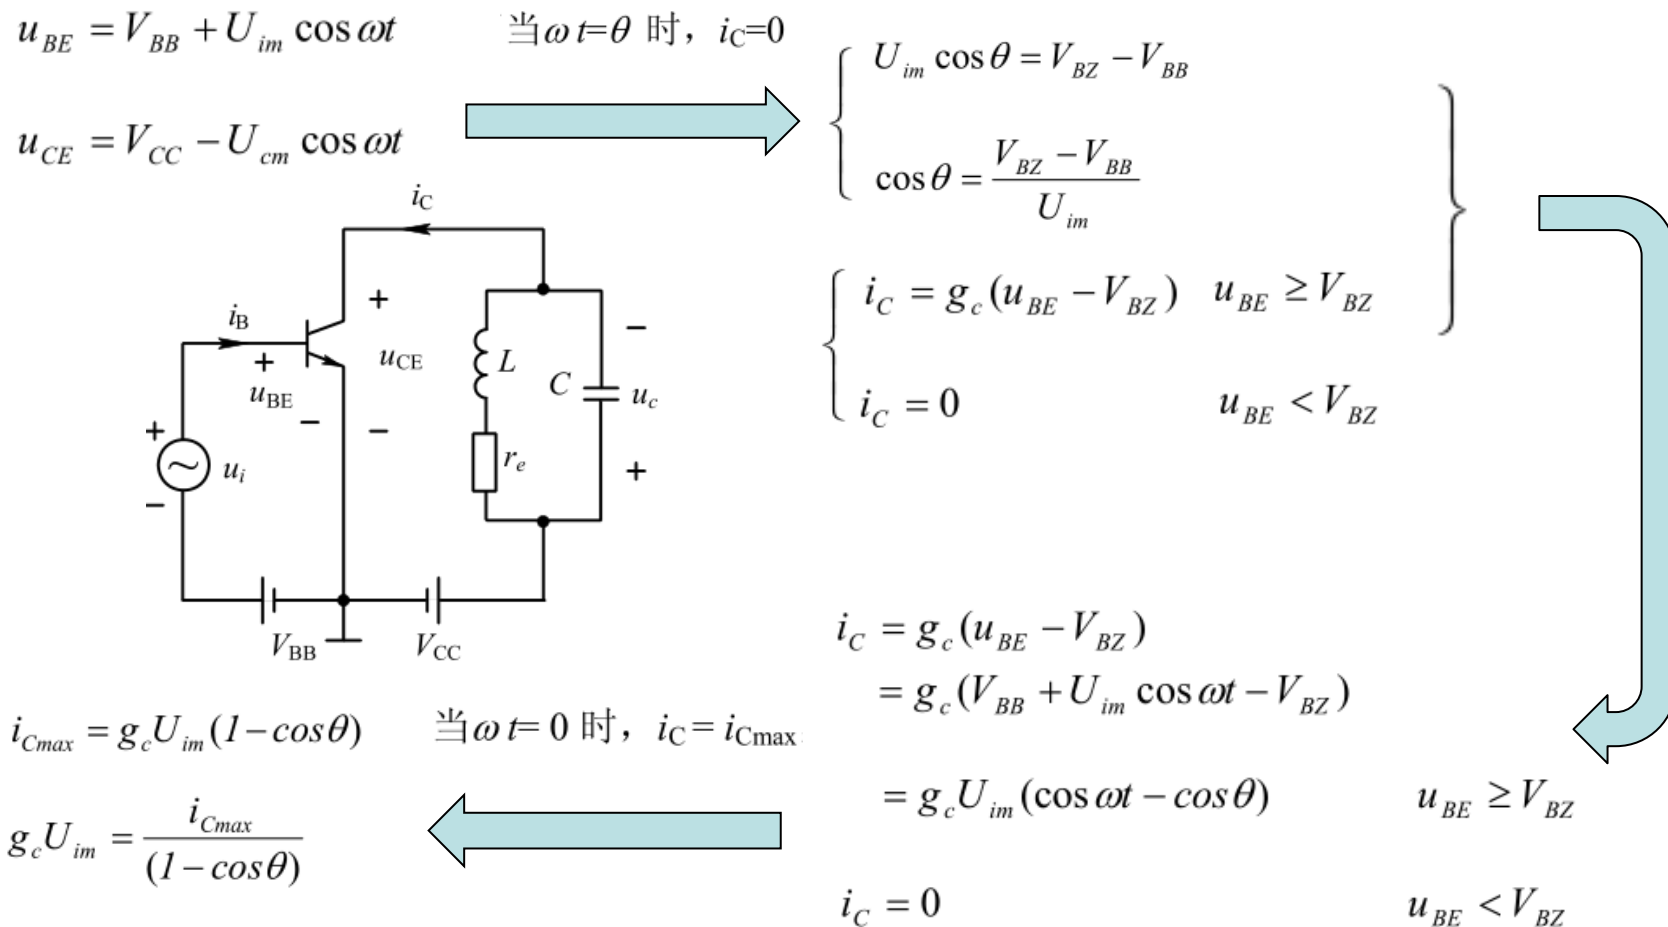 u_BE = V_BB + U_im cos ωt
当ω t=θ 时，i_C=0
u_CE = V_CC − U_cm cos ωt
U_im cos θ = V_BZ − V_BB
cos θ = (V_BZ − V_BB) / U_im
i_C = g_c(u_BE − V_BZ) u_BE ≥ V_BZ
i_C = 0 u_BE < V_BZ
i_C
i_B
+
+
−
u_CE
L
C
u_c
u_BE
−
−
+
u_i
r_e
+
−
V_BB
V_CC
i_C = g_c(u_BE − V_BZ)
= g_c(V_BB + U_im cos ωt − V_BZ)
= g_c U_im (cos ωt − cosθ) u_BE ≥ V_BZ
i_C = 0 u_BE < V_BZ
当ω t= 0 时，i_C = i_Cmax
i_Cmax = g_c U_im (1−cosθ)
g_c U_im = i_Cmax / (1−cosθ)